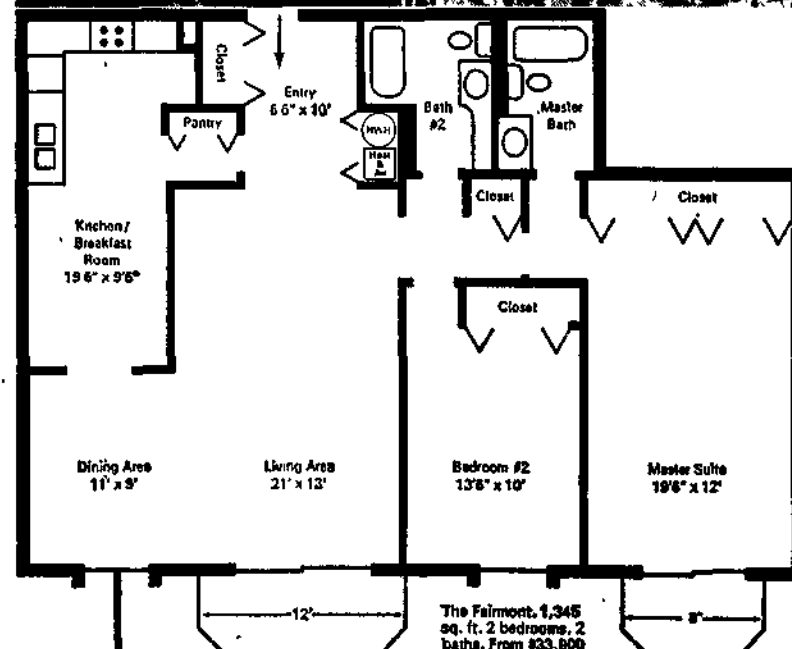 Closet
Entry
6'6" x 10'
Pantry
Bath
#2
Master
Bath
HWH
Heat
&
Air
Closet
Closet
Kitchen/
Breakfast
Room
19'6" x 9'6"
Closet
Dining Area
11' x 9'
Living Area
21' x 13'
Bedroom #2
13'6" x 10'
Master Suite
19'6" x 12'
12'
8'
The Fairmont. 1,345
sq. ft. 2 bedrooms, 2
baths. From $33,900